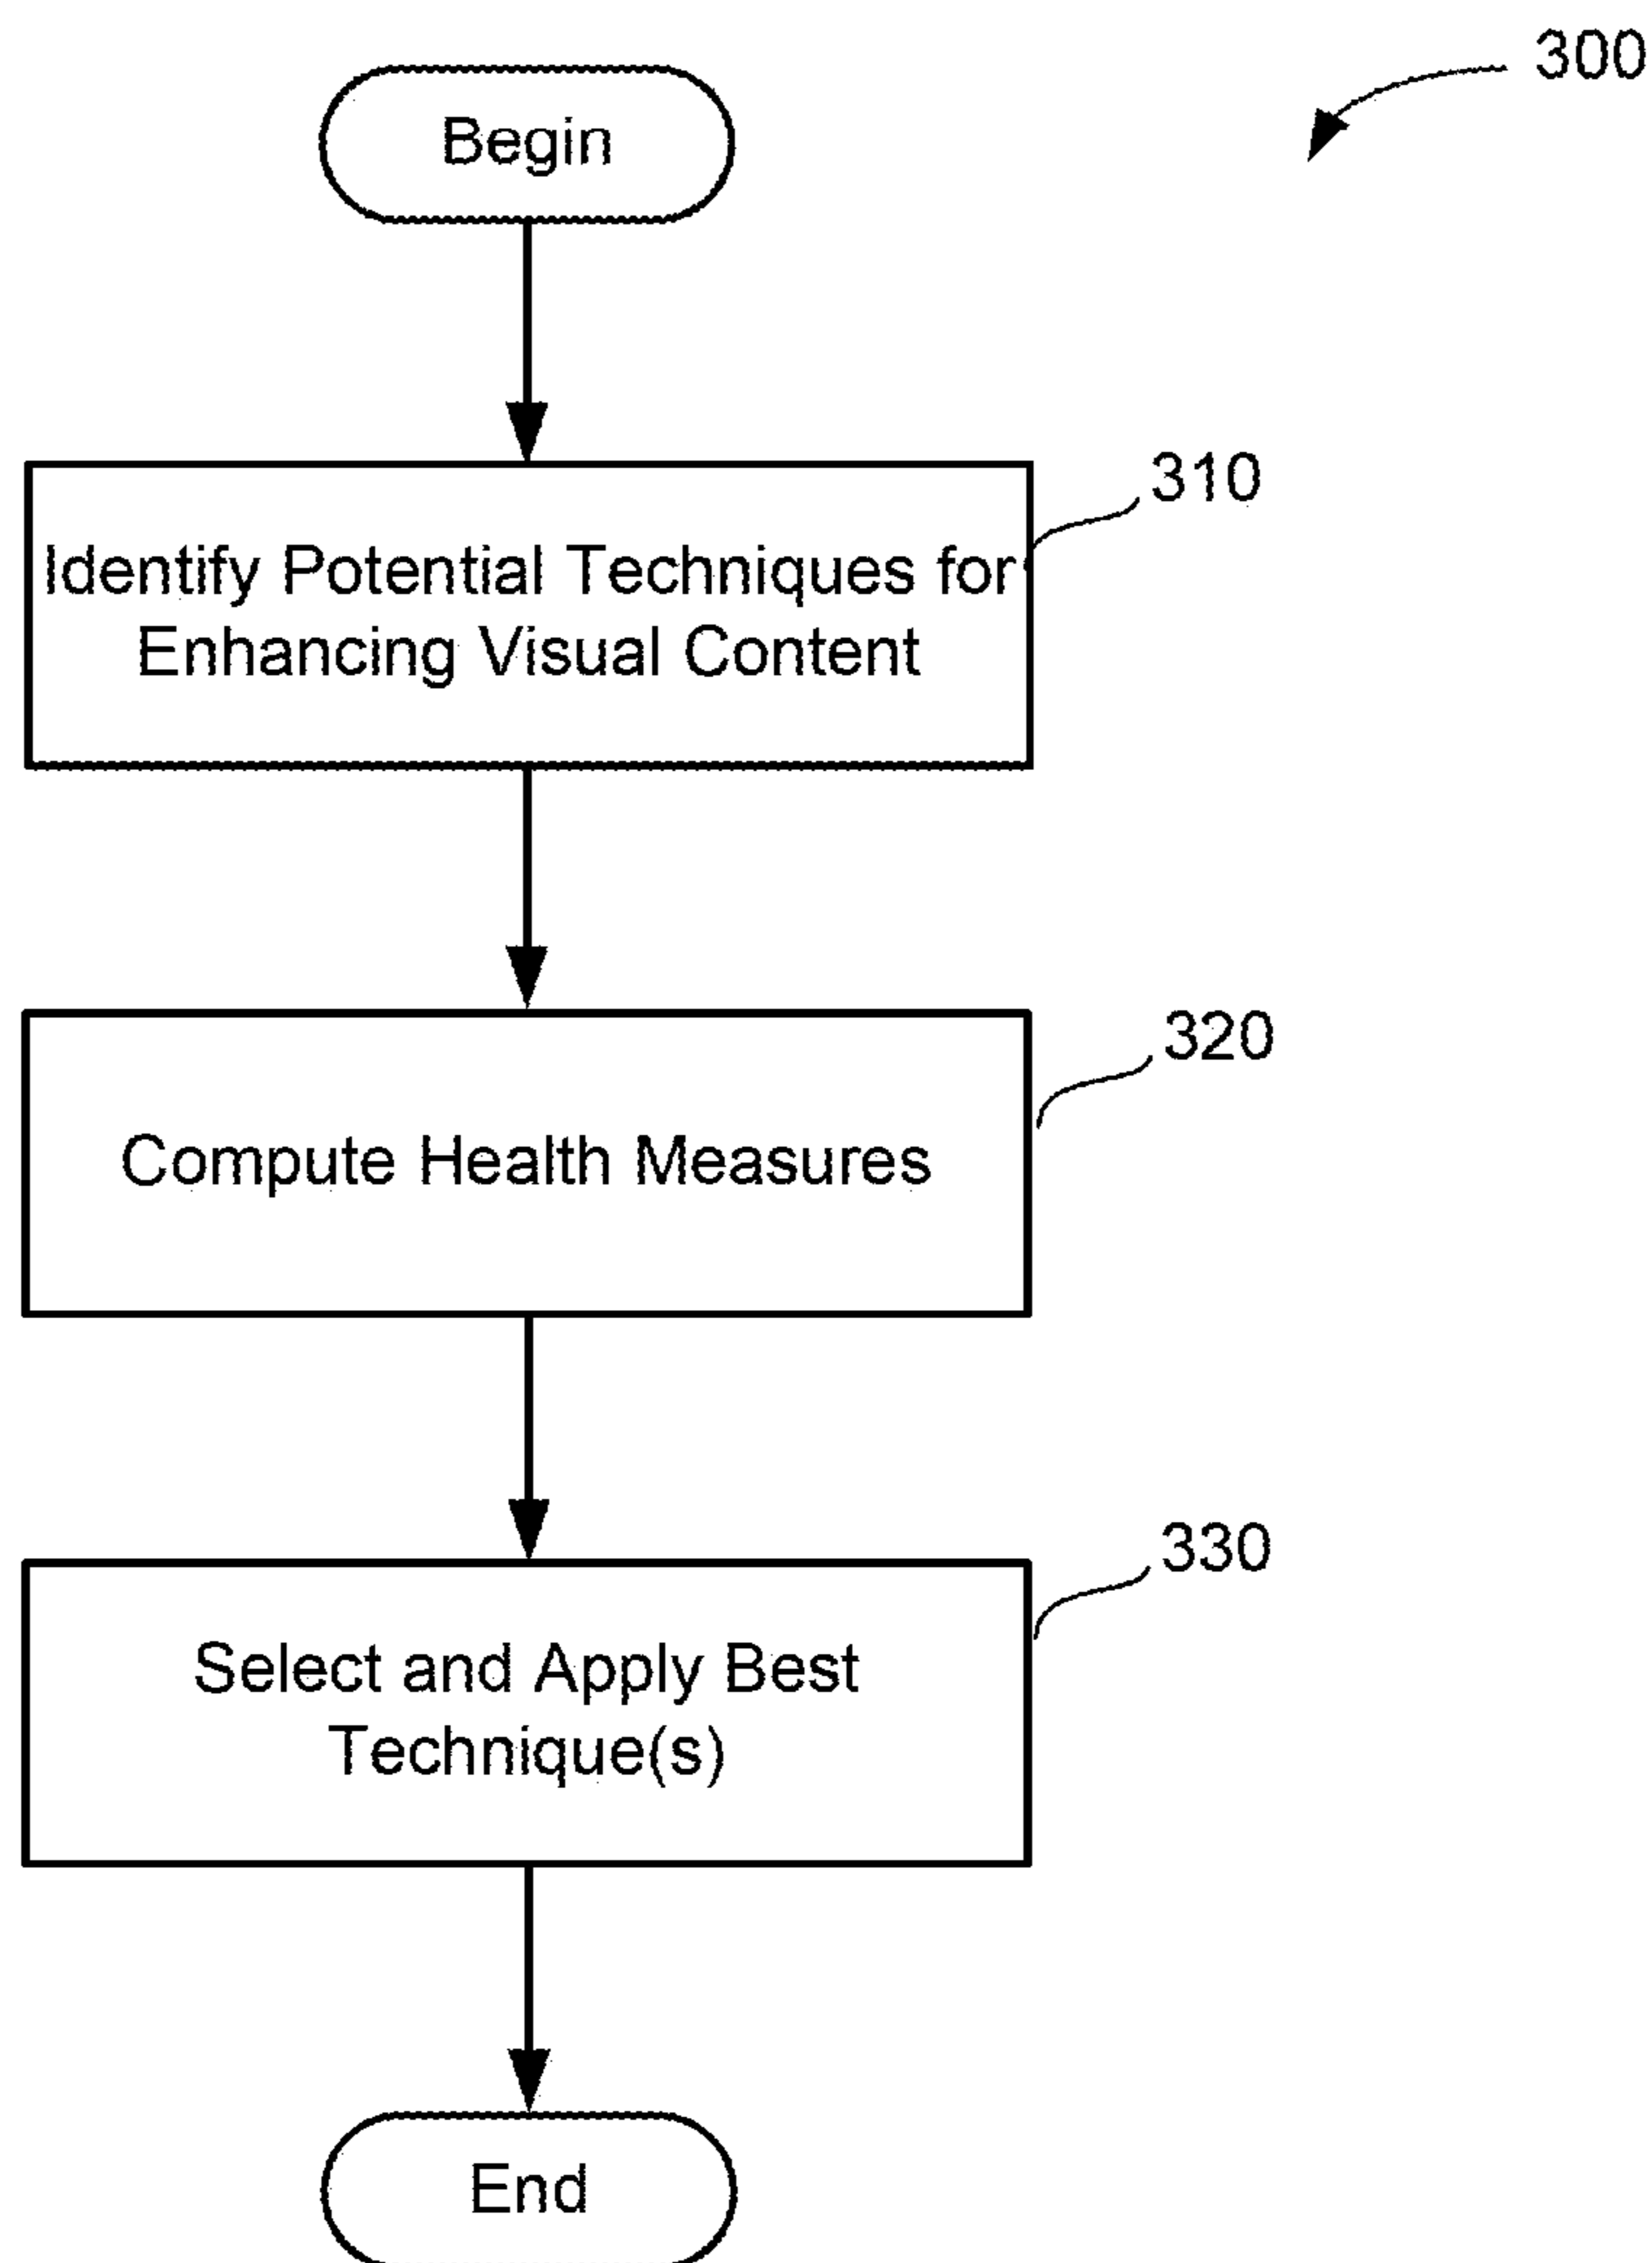 300
Begin
310
Identify Potential Techniques for
Enhancing Visual Content
320
Compute Health Measures
330
Select and Apply Best
Technique(s)
End